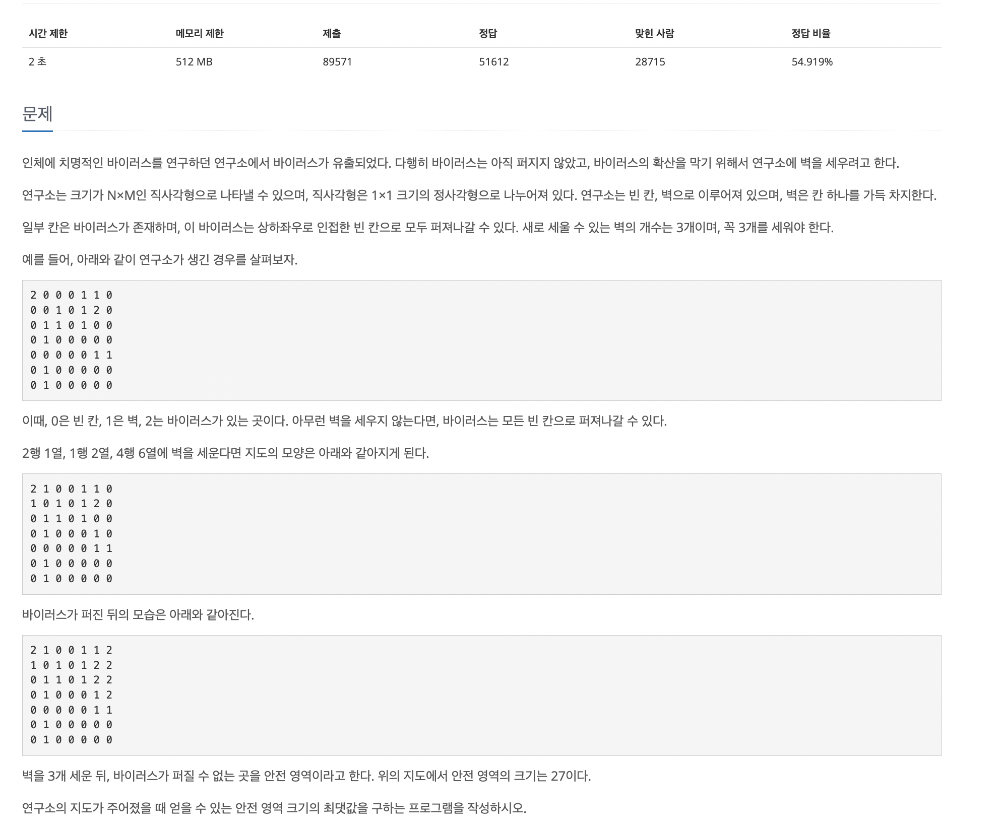 시간 제한 메모리 제한 제출 정답 맞힌 사람 정답 비율
2 초 512 MB 89571 51612 28715 54.919%
문제
인체에 치명적인 바이러스를 연구하던 연구소에서 바이러스가 유출되었다. 다행히 바이러스는 아직 퍼지지 않았고, 바이러스의 확산을 막기 위해서 연구소에 벽을 세우려고 한다.
연구소는 크기가 N×M인 직사각형으로 나타낼 수 있으며, 직사각형은 1×1 크기의 정사각형으로 나누어져 있다. 연구소는 빈 칸, 벽으로 이루어져 있으며, 벽은 칸 하나를 가득 차지한다.
일부 칸은 바이러스가 존재하며, 이 바이러스는 상하좌우로 인접한 빈 칸으로 모두 퍼져나갈 수 있다. 새로 세울 수 있는 벽의 개수는 3개이며, 꼭 3개를 세워야 한다.
예를 들어, 아래와 같이 연구소가 생긴 경우를 살펴보자.
2 0 0 0 1 1 0
0 0 1 0 1 2 0
0 1 1 0 1 0 0
0 1 0 0 0 0 0
0 0 0 0 0 1 1
0 1 0 0 0 0 0
0 1 0 0 0 0 0
이때, 0은 빈 칸, 1은 벽, 2는 바이러스가 있는 곳이다. 아무런 벽을 세우지 않는다면, 바이러스는 모든 빈 칸으로 퍼져나갈 수 있다.
2행 1열, 1행 2열, 4행 6열에 벽을 세운다면 지도의 모양은 아래와 같아지게 된다.
2 1 0 0 1 1 0
1 0 1 0 1 2 0
0 1 1 0 1 0 0
0 1 0 0 0 1 0
0 0 0 0 0 1 1
0 1 0 0 0 0 0
0 1 0 0 0 0 0
바이러스가 퍼진 뒤의 모습은 아래와 같아진다.
2 1 0 0 1 1 2
1 0 1 0 1 2 2
0 1 1 0 1 2 2
0 1 0 0 0 1 2
0 0 0 0 0 1 1
0 1 0 0 0 0 0
0 1 0 0 0 0 0
벽을 3개 세운 뒤, 바이러스가 퍼질 수 없는 곳을 안전 영역이라고 한다. 위의 지도에서 안전 영역의 크기는 27이다.
연구소의 지도가 주어졌을 때 얻을 수 있는 안전 영역 크기의 최댓값을 구하는 프로그램을 작성하시오.